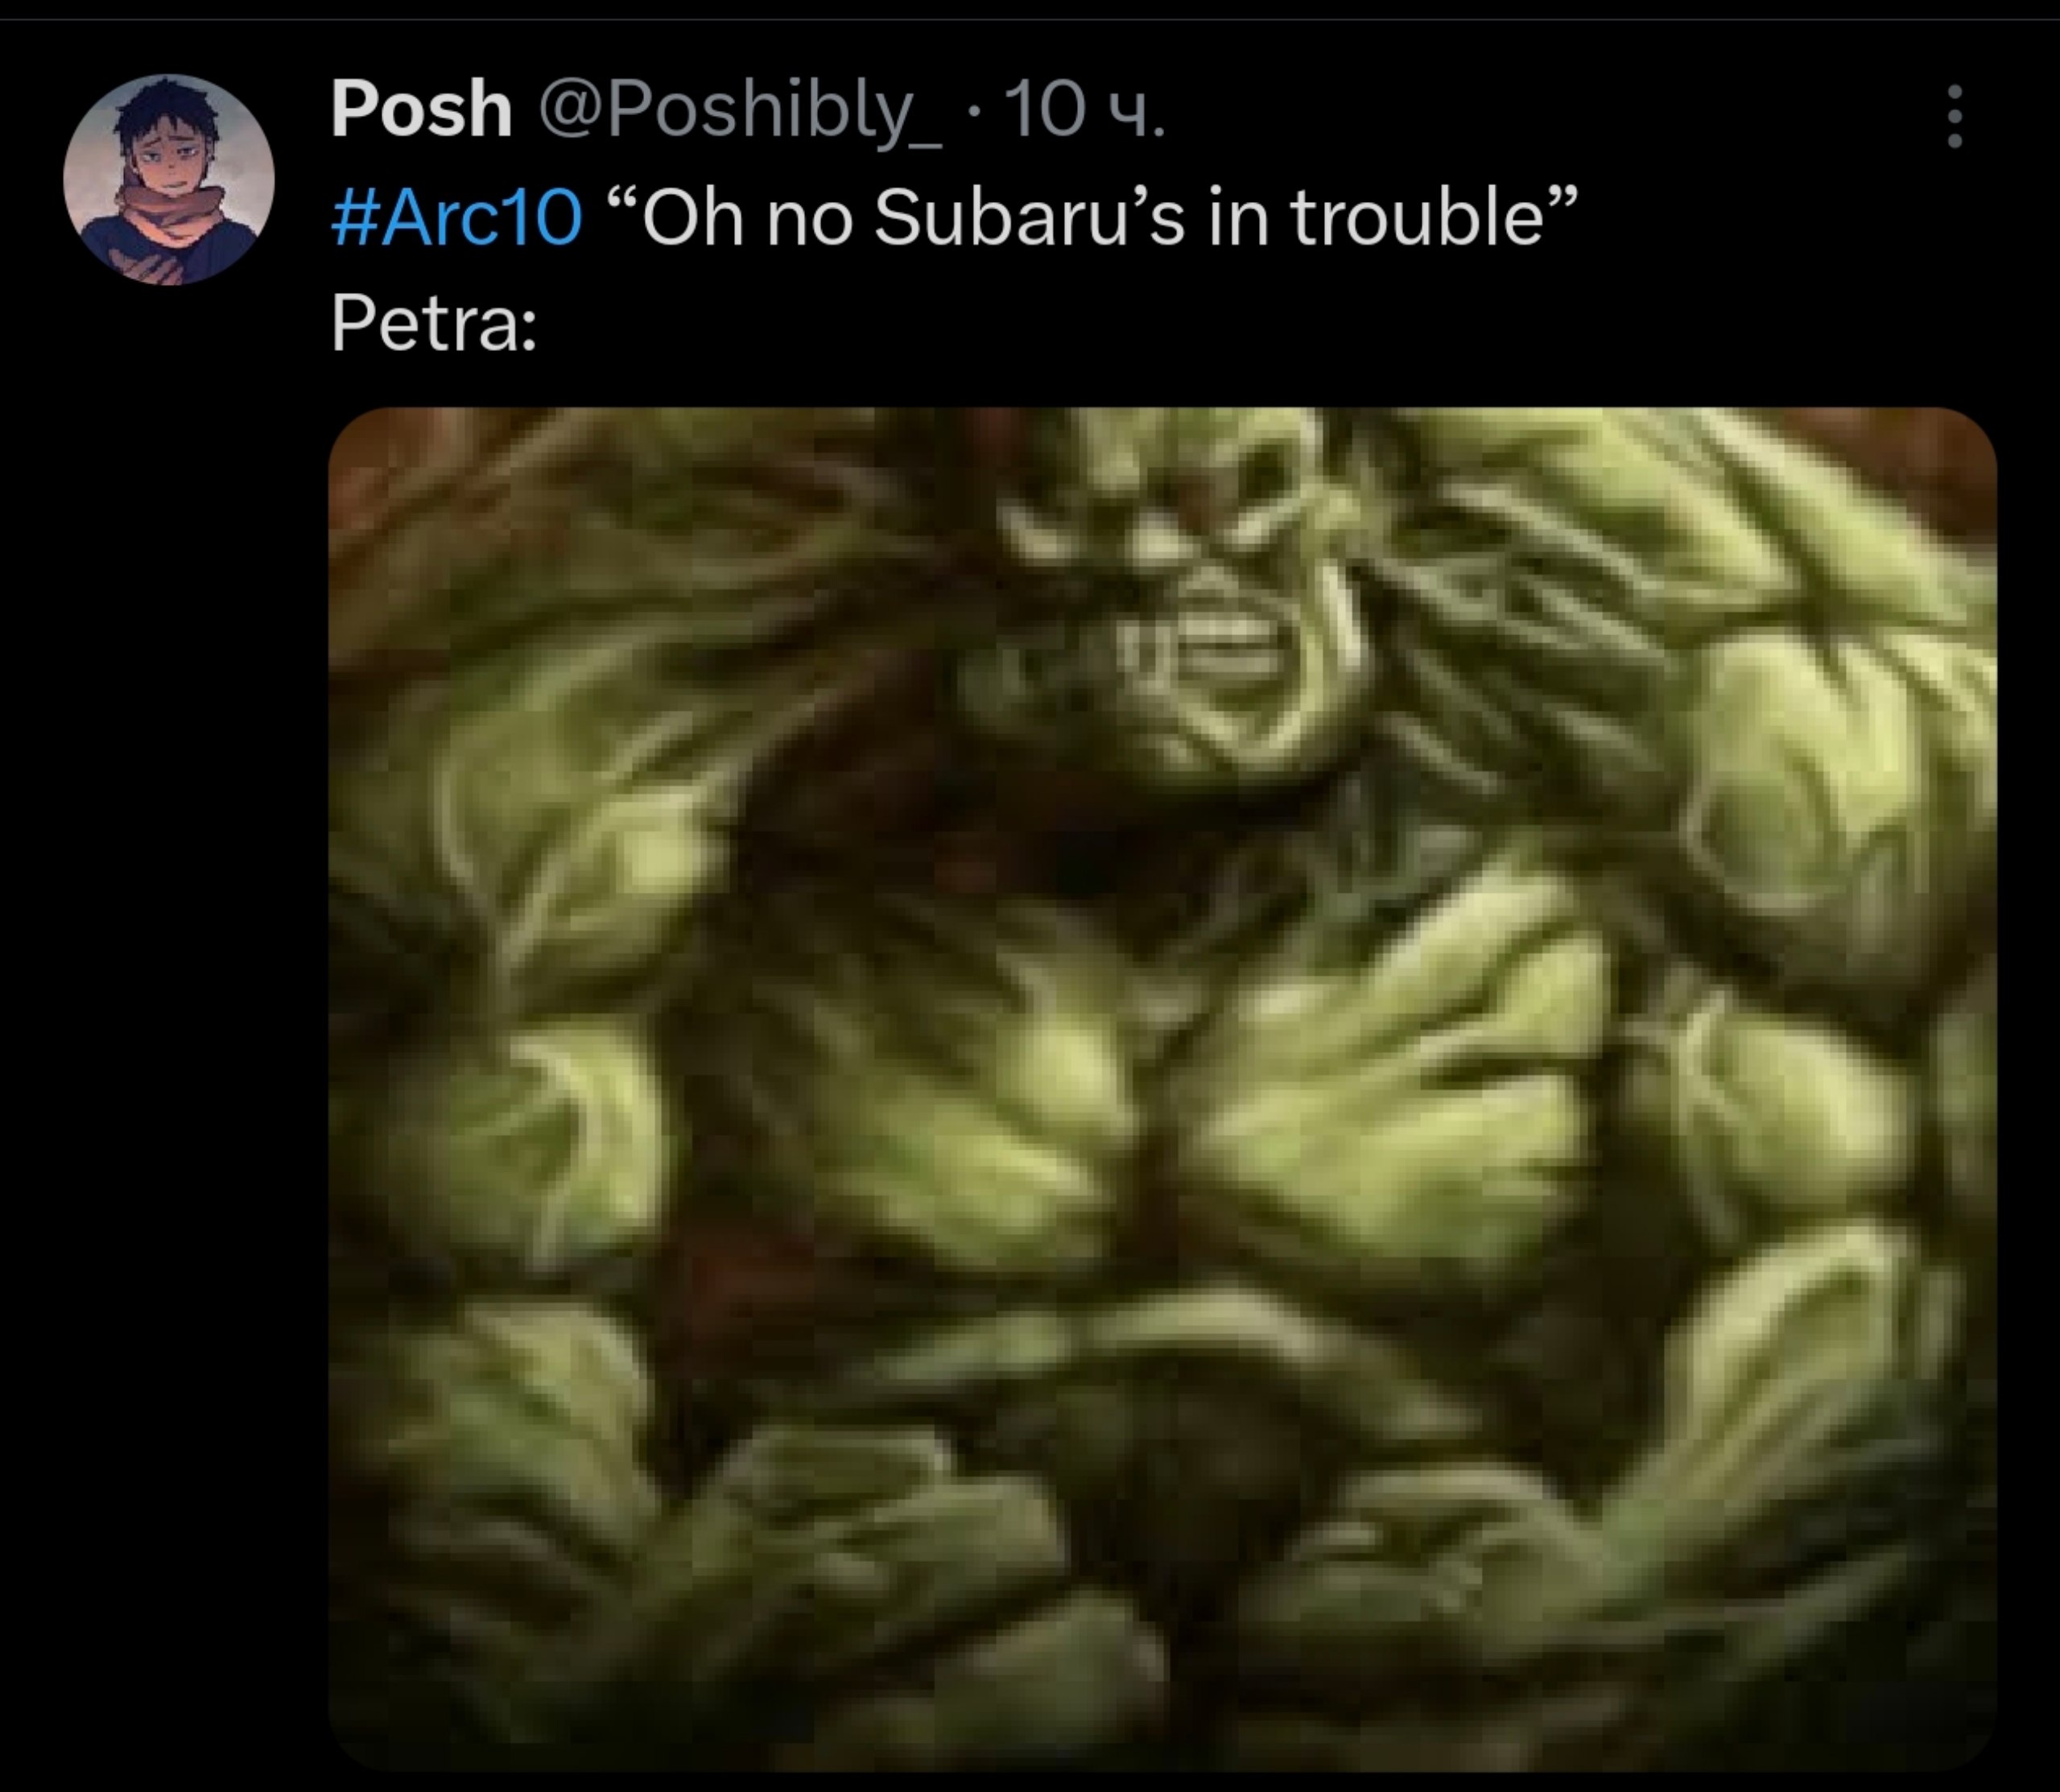 Posh @Poshibly_ · 10 ч.
#Arc10 “Oh no Subaru’s in trouble”
Petra: